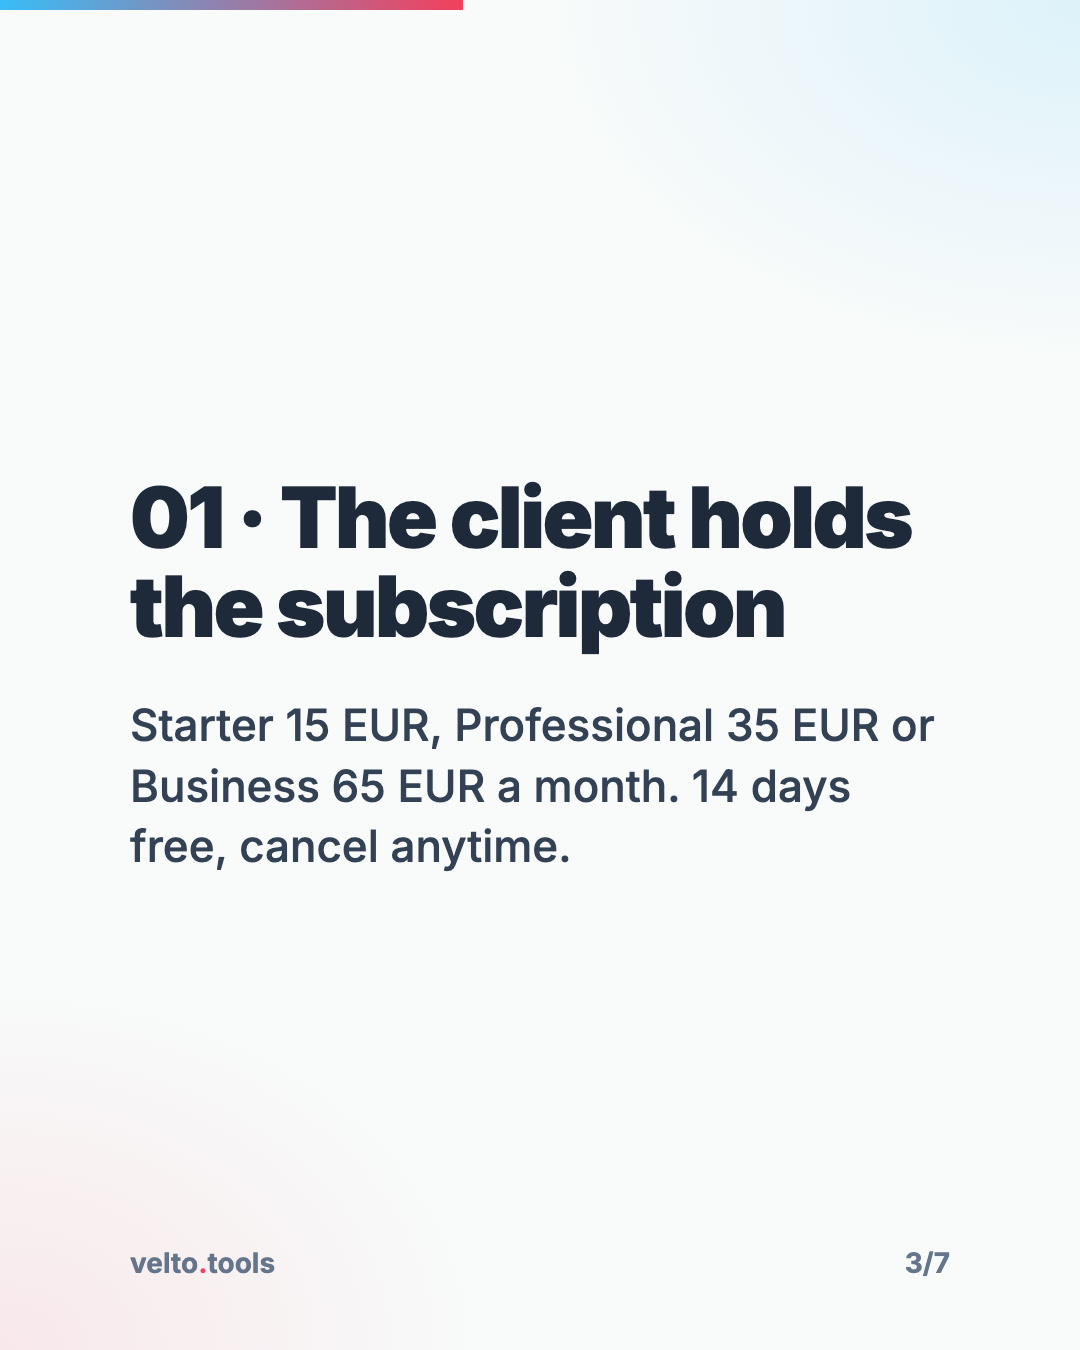 01 · The client holds
the subscription
Starter 15 EUR, Professional 35 EUR or
Business 65 EUR a month. 14 days
free, cancel anytime.
velto.tools
3/7